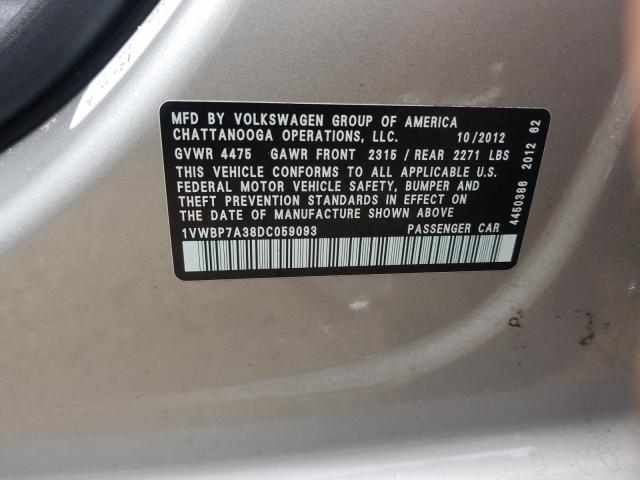 MFD BY VOLKSWAGEN GROUP OF AMERICA
CHATTANOOGA OPERATIONS, LLC. 10/2012
GVWR 4475 GAWR FRONT 2315 / REAR 2271 LBS
THIS VEHICLE CONFORMS TO ALL APPLICABLE U.S.
FEDERAL MOTOR VEHICLE SAFETY, BUMPER AND
THEFT PREVENTION STANDARDS IN EFFECT ON
THE DATE OF MANUFACTURE SHOWN ABOVE
1VWBP7A38DC059093 PASSENGER CAR
4450386 2012 62